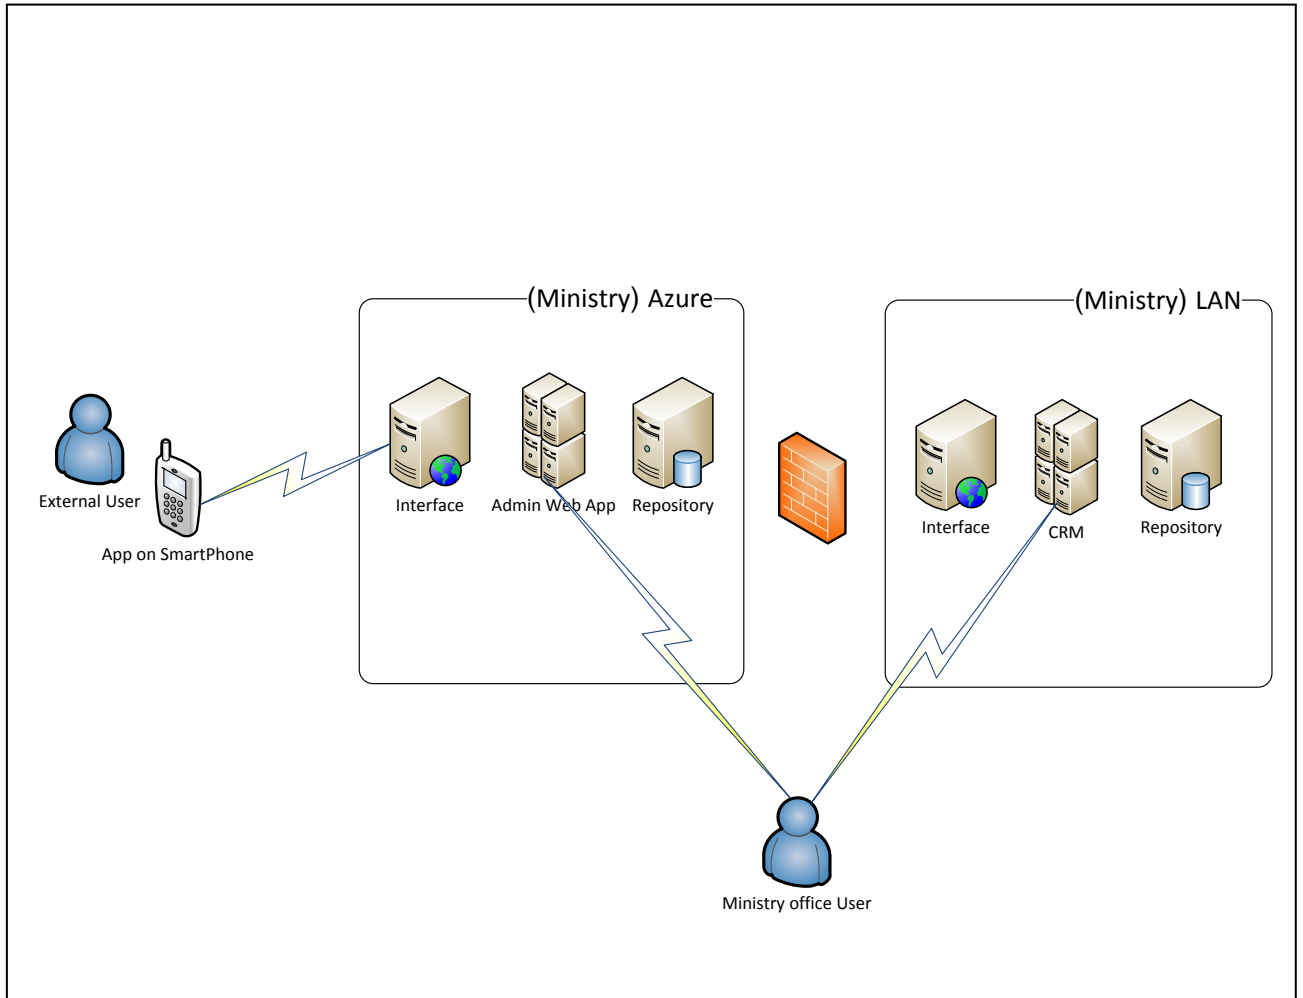 (Ministry) Azure
(Ministry) LAN
External User
App on SmartPhone
Interface
Admin Web App
Repository
Interface
CRM
Repository
Ministry office User